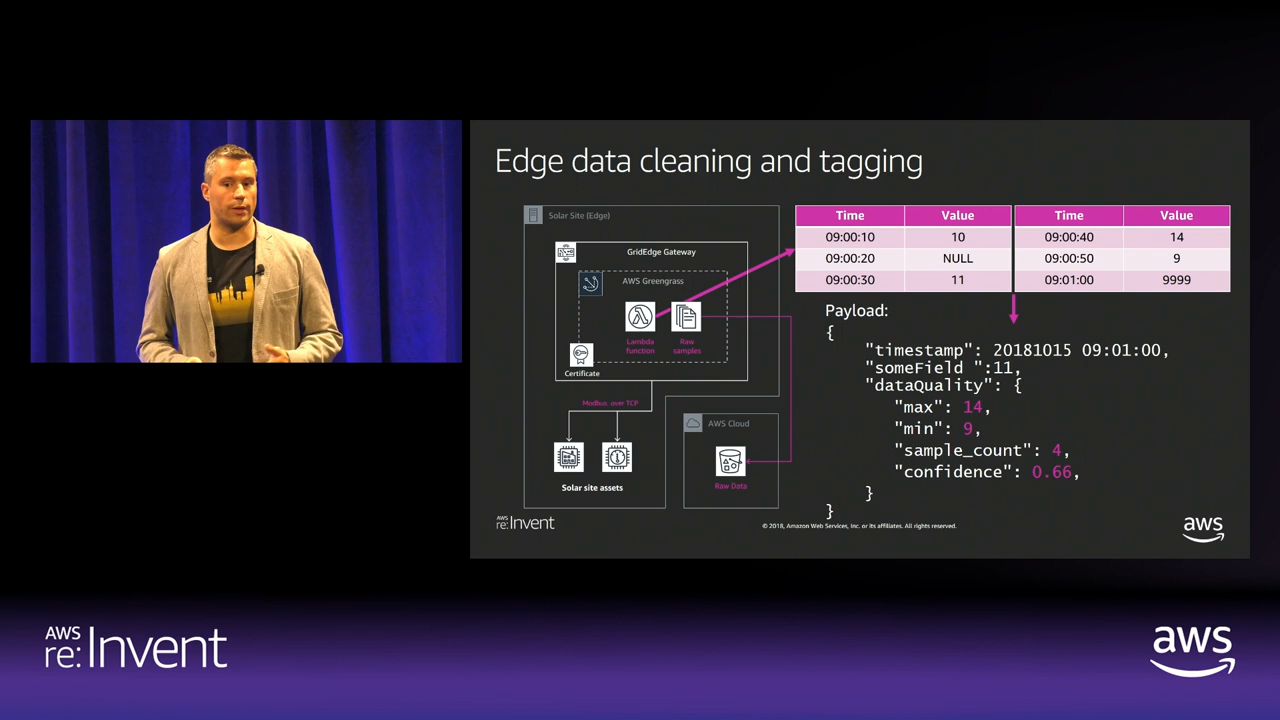 Edge data cleaning and tagging
Solar Site (Edge)
GridEdge Gateway
AWS Greengrass
Lambda
function
Raw
samples
Certificate
Modbus over TCP
Solar site assets
AWS Cloud
Raw Data
Time Value Time Value
09:00:10 10 09:00:40 14
09:00:20 NULL 09:00:50 9
09:00:30 11 09:01:00 9999
Payload:
{
"timestamp": 20181015 09:01:00,
"someField ":11,
"dataQuality": {
"max": 14,
"min": 9,
"sample_count": 4,
"confidence": 0.66,
}
}
AWS
re:Invent
© 2018, Amazon Web Services, Inc. or its affiliates. All rights reserved.
aws
AWS
re:Invent
aws